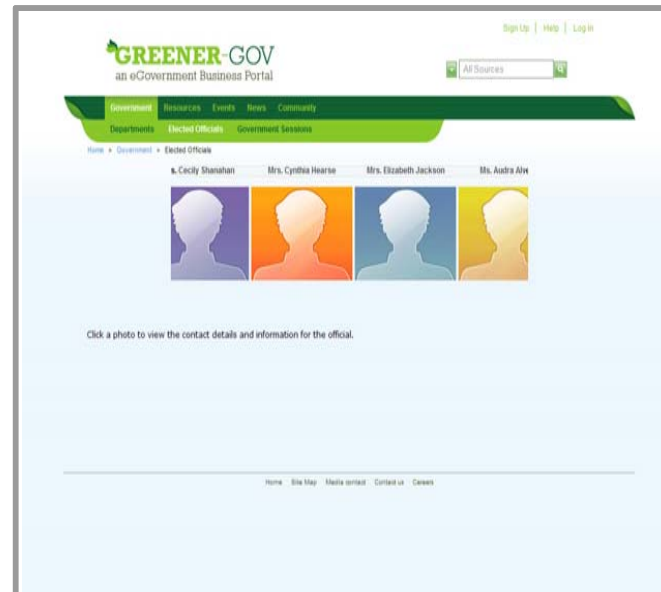 Sign Up | Help | Log in
GREENER-GOV
an eGovernment Business Portal
All Sources
Government Resources Events News Community
Departments Elected Officials Government Sessions
Home » Government » Elected Officials
s. Cecily Shanahan Mrs. Cynthia Hearse Mrs. Elizabeth Jackson Ms. Audra Alve
Click a photo to view the contact details and information for the official.
Home Site Map Media contact Contact us Careers